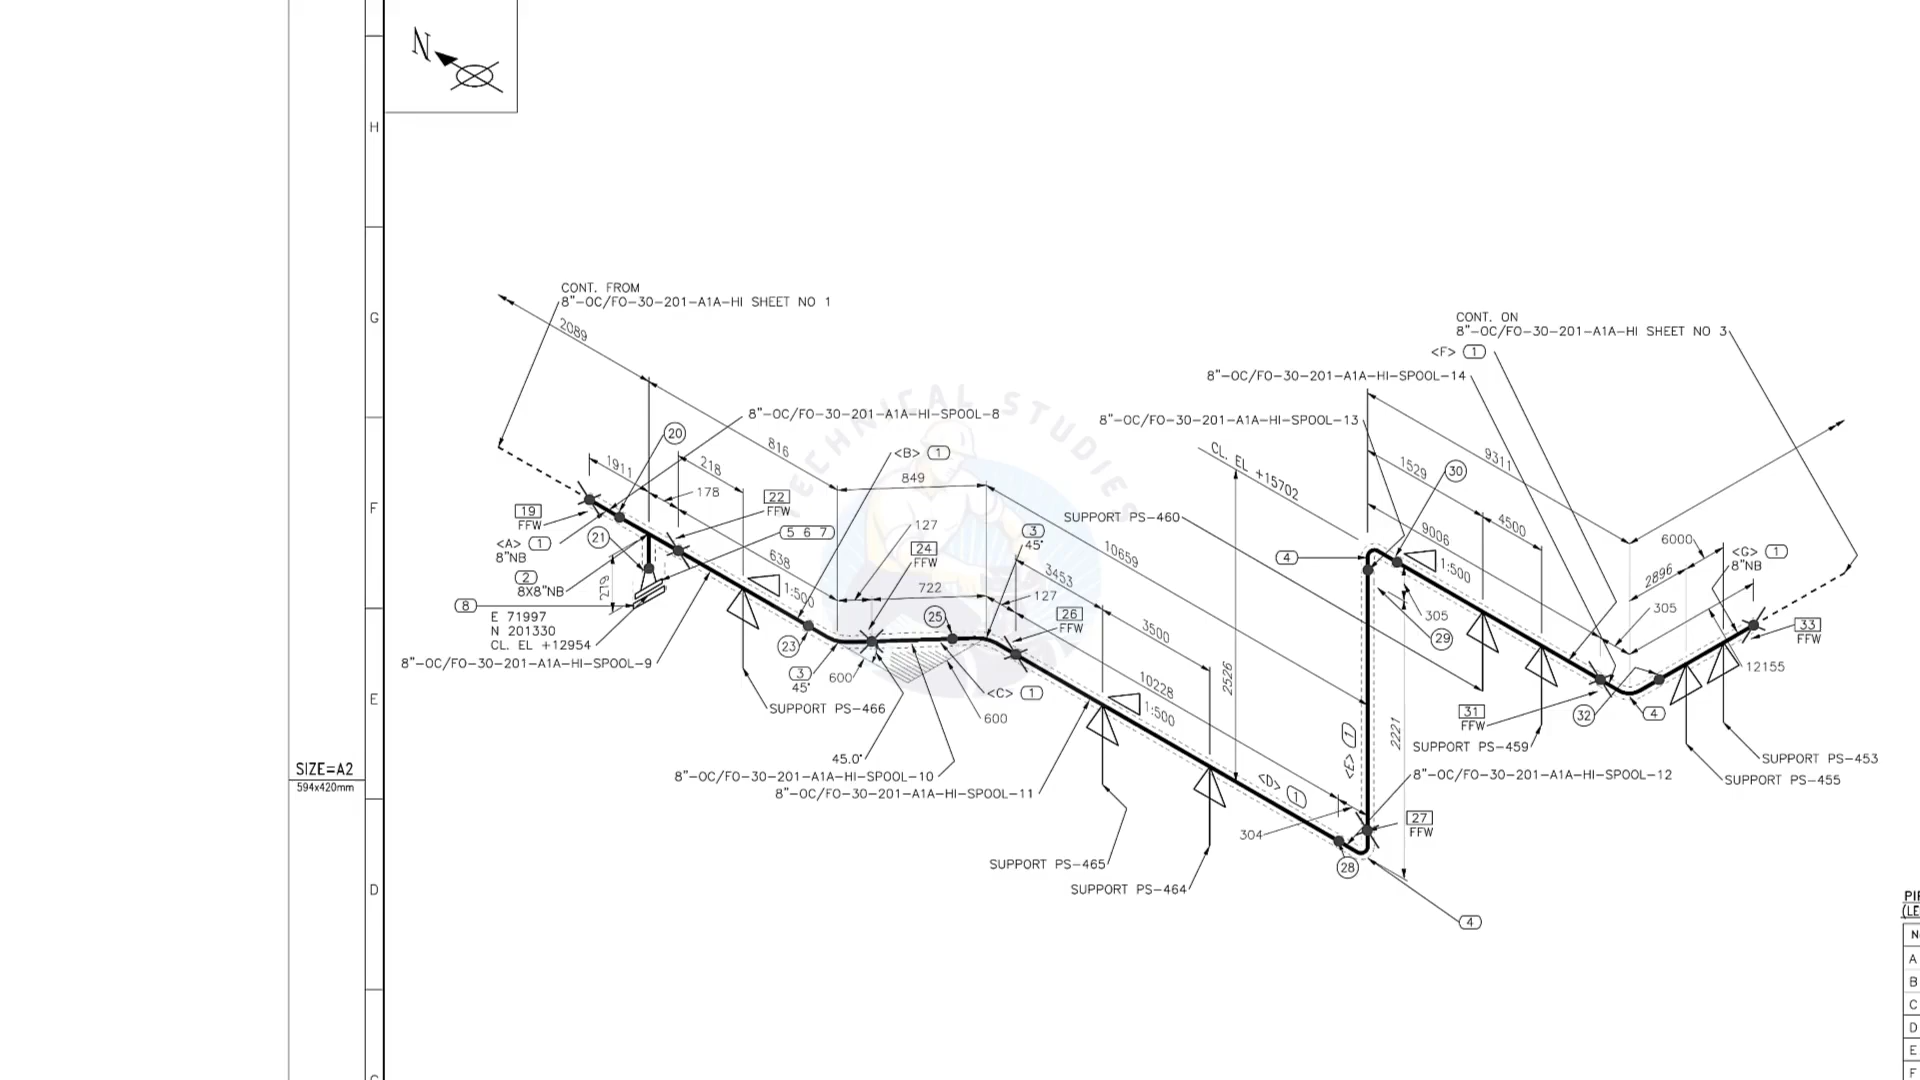 N
H
G
F
E
D
SIZE=A2
594x420mm
CONT. FROM
8"-OC/FO-30-201-A1A-HI SHEET NO 1
2089
8"-OC/FO-30-201-A1A-HI-SPOOL-8
20
816
1911
218
178
<B> 1
849
22
FFW
19
FFW
5 6 7
127
<A> 1
8"NB
21
24
FFW
638
722
2
8X8"NB
219
1:500
8
E 71997
N 201330
CL. EL +12954
8"-OC/FO-30-201-A1A-HI-SPOOL-9
23
25
3
45°
600
SUPPORT PS-466
45.0°
<C> 1
600
8"-OC/FO-30-201-A1A-HI-SPOOL-10
8"-OC/FO-30-201-A1A-HI-SPOOL-11
TECHNICAL STUDIES
3
45°
10659
3453
127
26
FFW
3500
10228
1:500
2526
SUPPORT PS-465
SUPPORT PS-464
<D> 1
304
28
CONT. ON
8"-OC/FO-30-201-A1A-HI SHEET NO 3
<F> 1
8"-OC/FO-30-201-A1A-HI-SPOOL-14
8"-OC/FO-30-201-A1A-HI-SPOOL-13
CL. EL +15702
SUPPORT PS-460
4
9311
1529
30
4500
9006
1:500
305
29
6000
<G> 1
8"NB
2896
305
33
FFW
12155
31
FFW
32
4
<E> 1
2221
SUPPORT PS-459
SUPPORT PS-453
SUPPORT PS-455
8"-OC/FO-30-201-A1A-HI-SPOOL-12
27
FFW
4
A
B
C
D
E
F